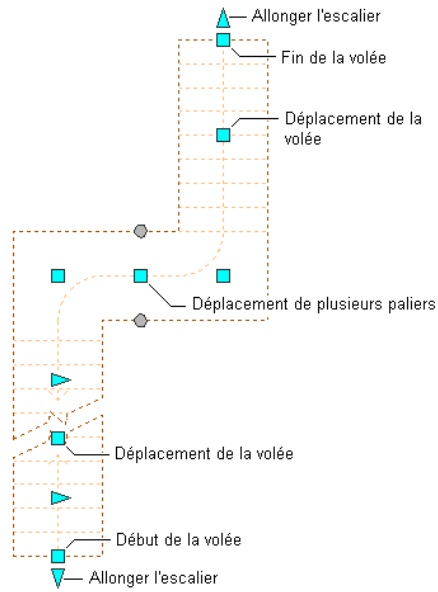 Allonger l'escalier
Fin de la volée
Déplacement de la
volée
Déplacement de plusieurs paliers
Déplacement de la volée
Début de la volée
Allonger l'escalier